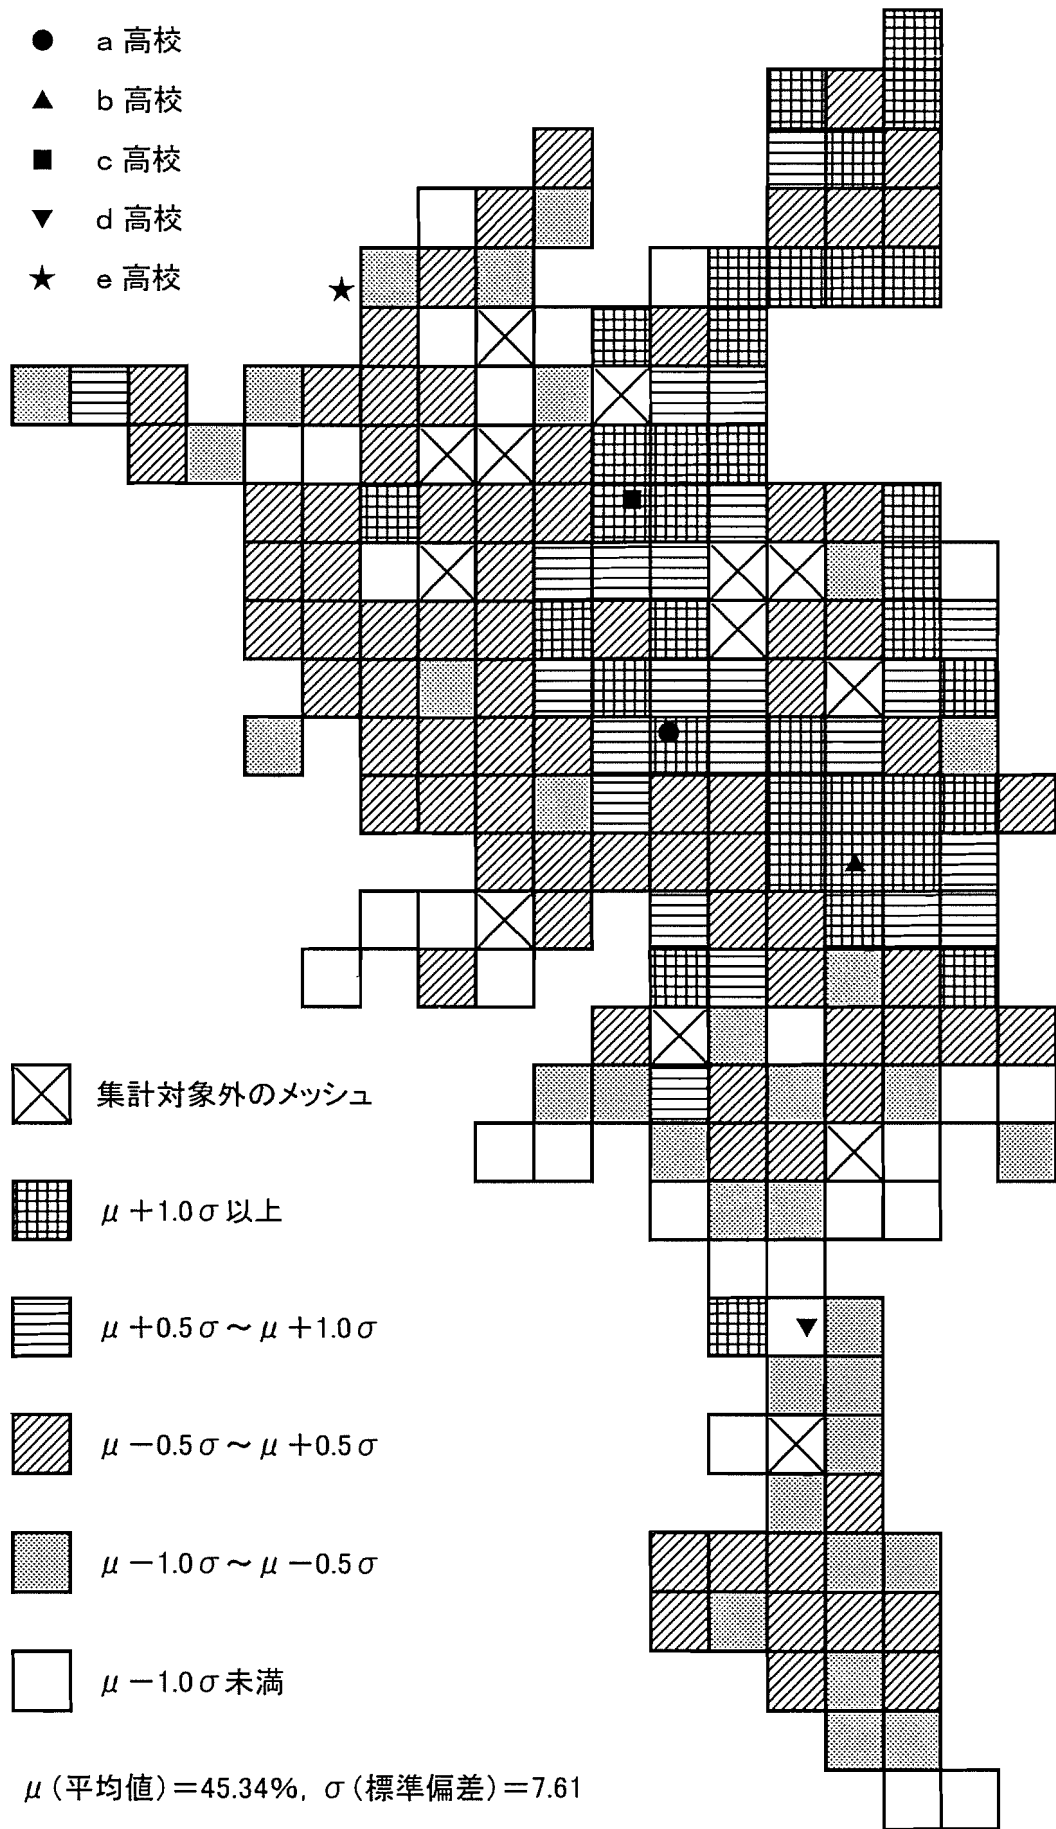 ● a 高校
▲ b 高校
■ c 高校
▼ d 高校
★ e 高校
集計対象外のメッシュ
μ+1.0σ以上
μ+0.5σ～μ+1.0σ
μ-0.5σ～μ+0.5σ
μ-1.0σ～μ-0.5σ
μ-1.0σ未満
μ(平均値)=45.34%, σ(標準偏差)=7.61